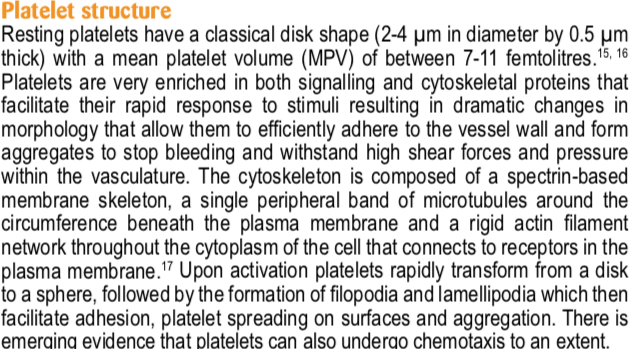 Platelet structure
Resting platelets have a classical disk shape (2-4 μm in diameter by 0.5 μm
thick) with a mean platelet volume (MPV) of between 7-11 femtolitres.15, 16
Platelets are very enriched in both signalling and cytoskeletal proteins that
facilitate their rapid response to stimuli resulting in dramatic changes in
morphology that allow them to efficiently adhere to the vessel wall and form
aggregates to stop bleeding and withstand high shear forces and pressure
within the vasculature. The cytoskeleton is composed of a spectrin-based
membrane skeleton, a single peripheral band of microtubules around the
circumference beneath the plasma membrane and a rigid actin filament
network throughout the cytoplasm of the cell that connects to receptors in the
plasma membrane.17 Upon activation platelets rapidly transform from a disk
to a sphere, followed by the formation of filopodia and lamellipodia which then
facilitate adhesion, platelet spreading on surfaces and aggregation. There is
emerging evidence that platelets can also undergo chemotaxis to an extent.